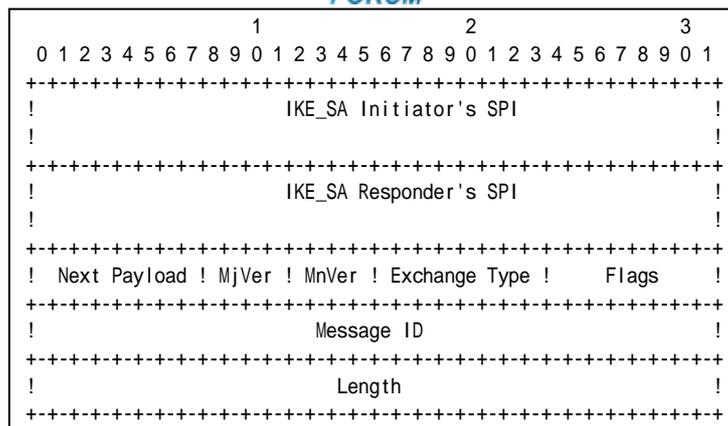 FORUM
1 2 3
0 1 2 3 4 5 6 7 8 9 0 1 2 3 4 5 6 7 8 9 0 1 2 3 4 5 6 7 8 9 0 1
+-+-+-+-+-+-+-+-+-+-+-+-+-+-+-+-+-+-+-+-+-+-+-+-+-+-+-+-+-+-+-+-+
! IKE_SA Initiator's SPI !
! !
+-+-+-+-+-+-+-+-+-+-+-+-+-+-+-+-+-+-+-+-+-+-+-+-+-+-+-+-+-+-+-+-+
! IKE_SA Responder's SPI !
! !
+-+-+-+-+-+-+-+-+-+-+-+-+-+-+-+-+-+-+-+-+-+-+-+-+-+-+-+-+-+-+-+-+
! Next Payload ! MjVer ! MnVer ! Exchange Type ! Flags !
+-+-+-+-+-+-+-+-+-+-+-+-+-+-+-+-+-+-+-+-+-+-+-+-+-+-+-+-+-+-+-+-+
! Message ID !
+-+-+-+-+-+-+-+-+-+-+-+-+-+-+-+-+-+-+-+-+-+-+-+-+-+-+-+-+-+-+-+-+
! Length !
+-+-+-+-+-+-+-+-+-+-+-+-+-+-+-+-+-+-+-+-+-+-+-+-+-+-+-+-+-+-+-+-+